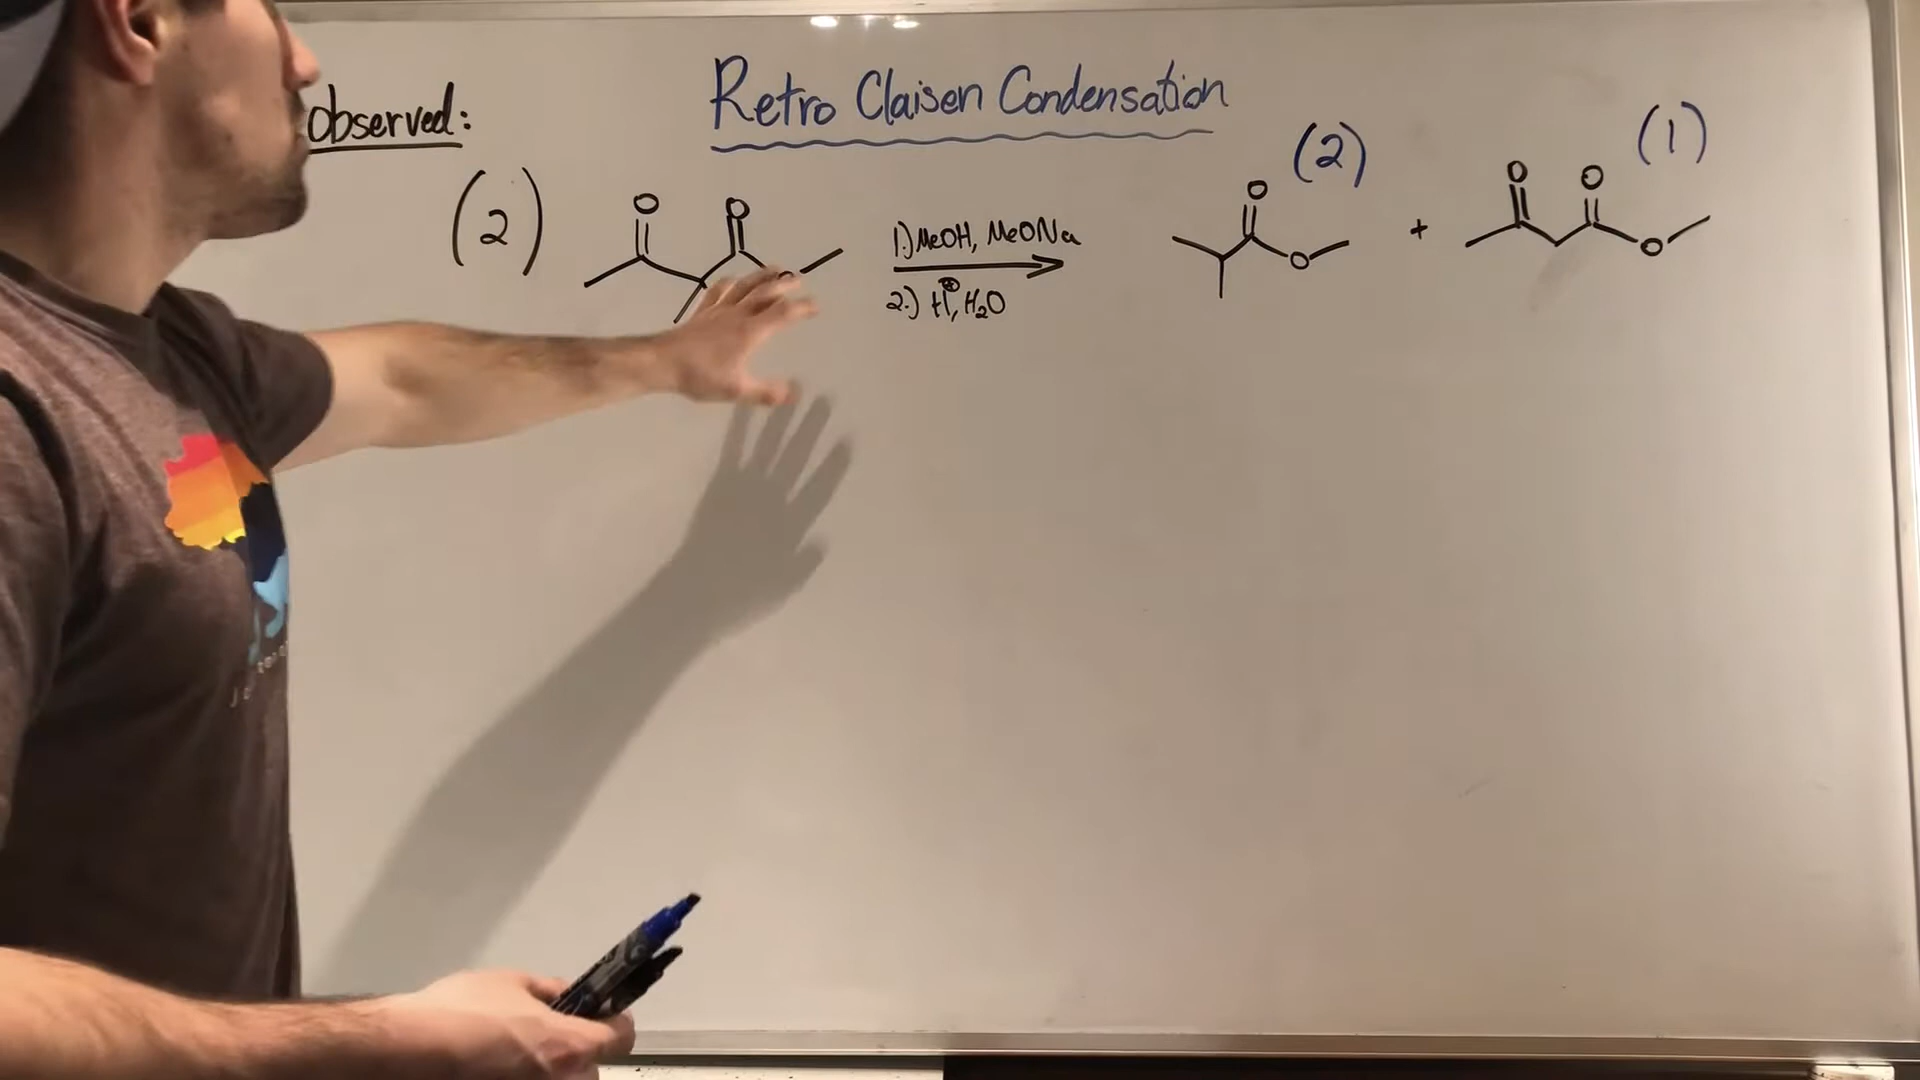 observed:
Retro Claisen Condensation
(2)
O O
1.) MeOH, MeONa
2.) H⊕, H₂O
(2)
O
O
+
(1)
O O
O